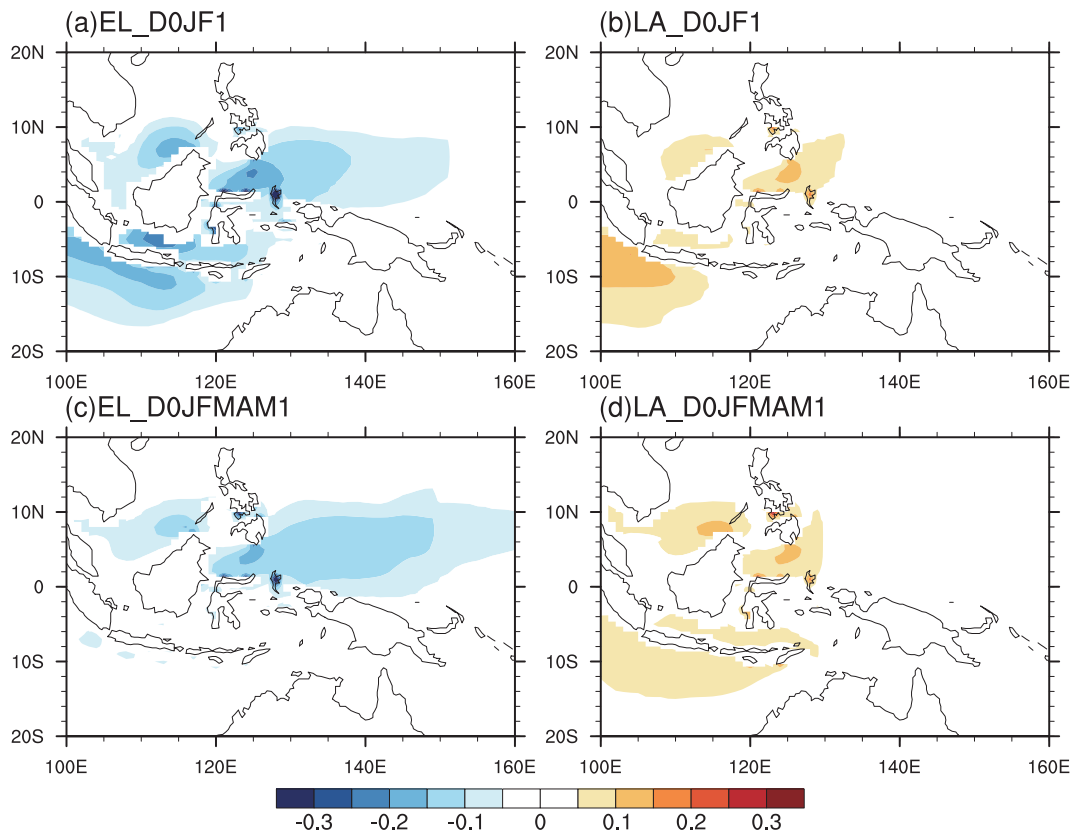 (a)EL_D0JF1 (b)LA_D0JF1
20N 20N
10N 10N
0 0
10S 10S
20S 20S
100E 120E 140E 160E 100E 120E 140E 160E
(c)EL_D0JFMAM1 (d)LA_D0JFMAM1
20N 20N
10N 10N
0 0
10S 10S
20S 20S
100E 120E 140E 160E 100E 120E 140E 160E
-0.3 -0.2 -0.1 0 0.1 0.2 0.3